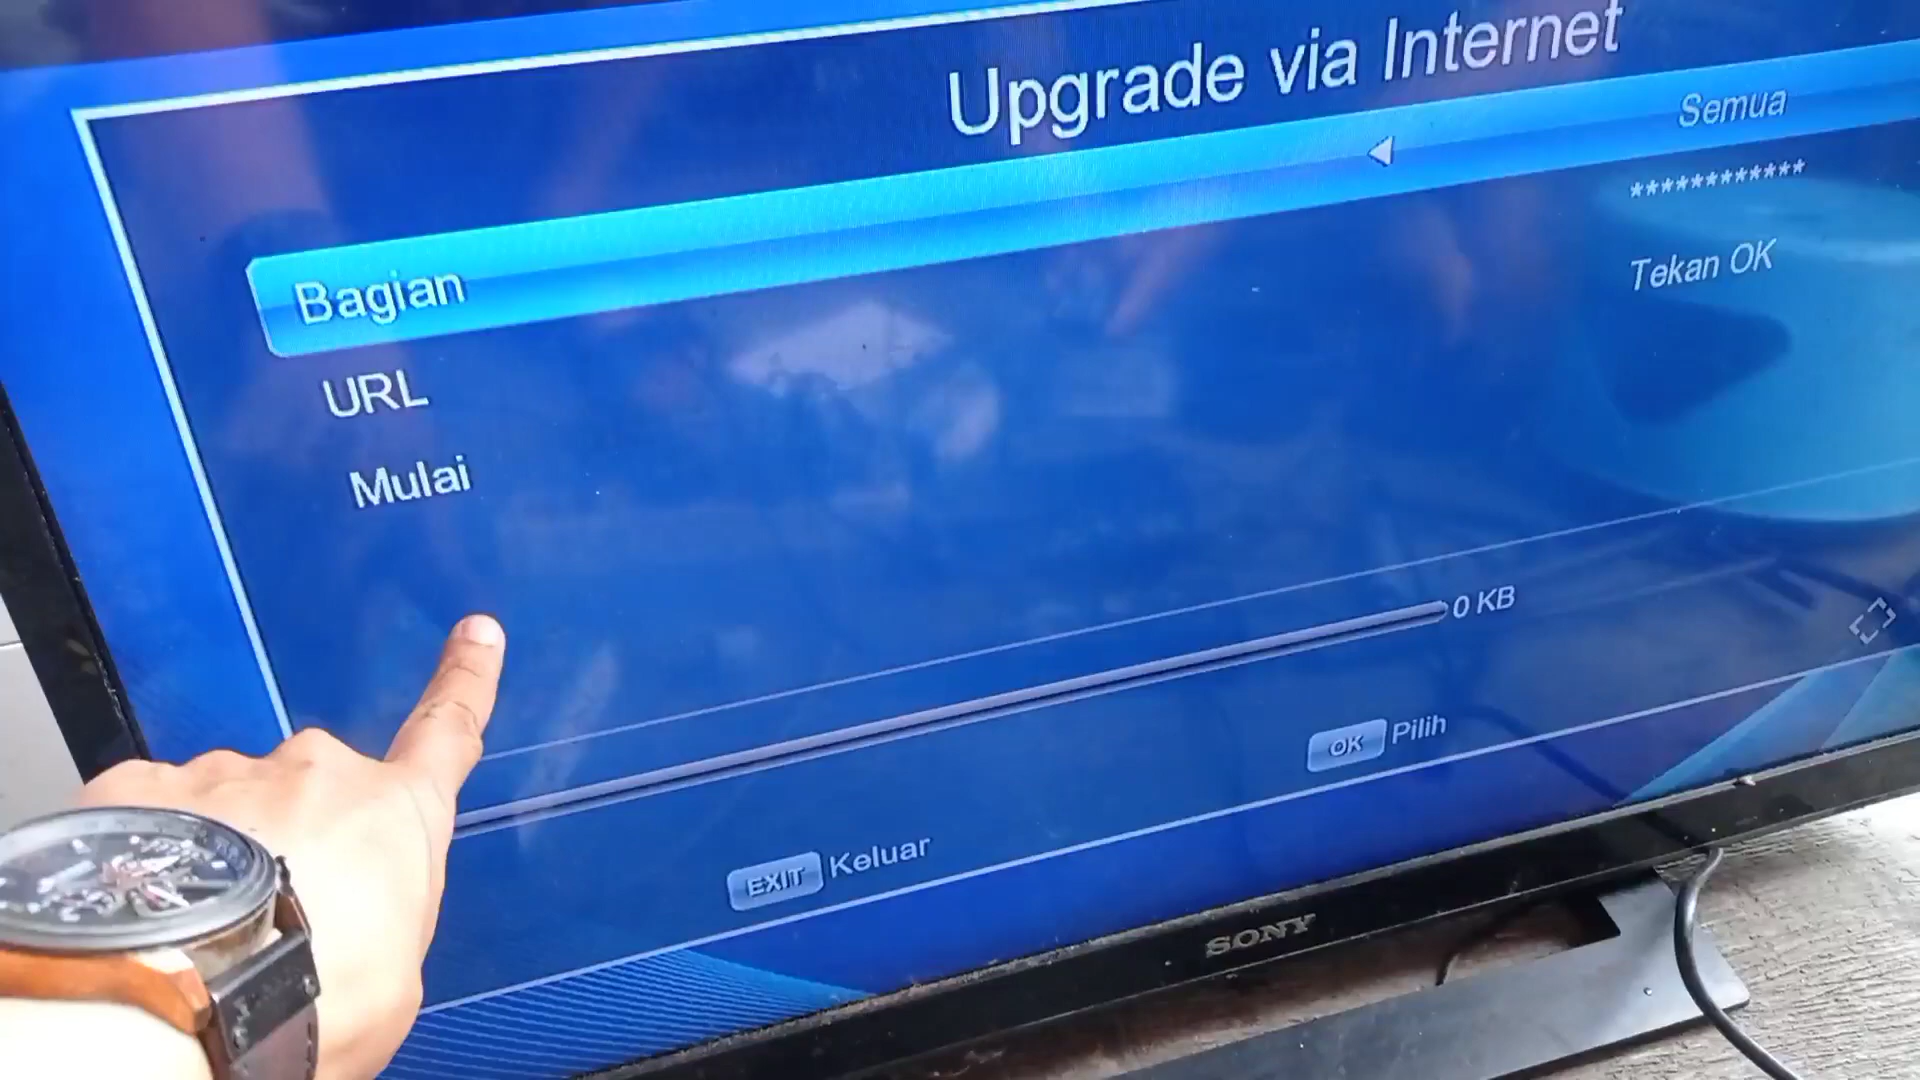 Upgrade via Internet
Bagian Semua
URL ************
Mulai Tekan OK
0 KB
EXIT Keluar OK Pilih
SONY